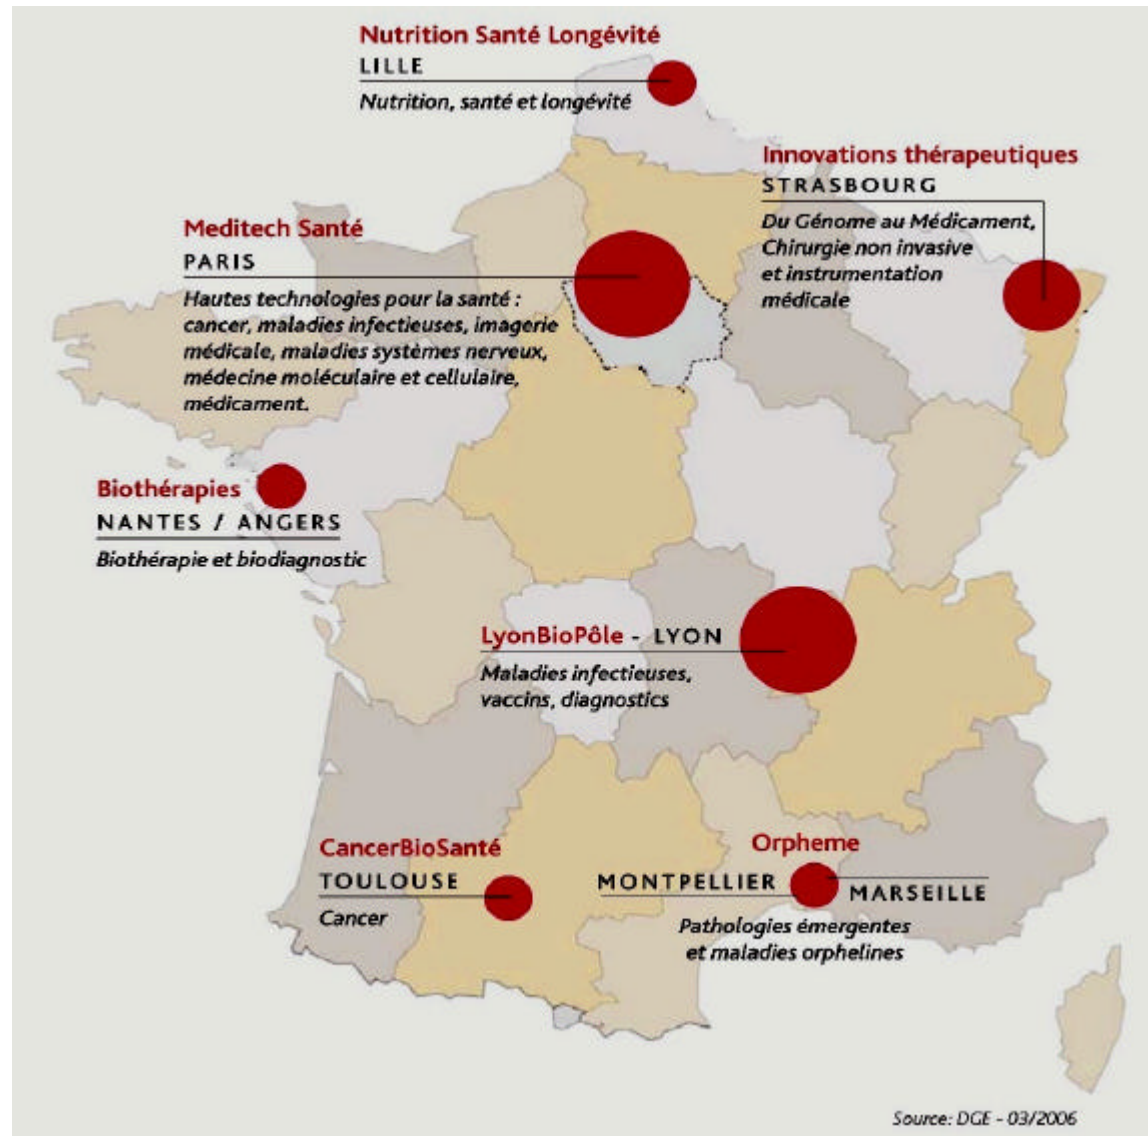 Nutrition Santé Longévité
LILLE
Nutrition, santé et longévité
Innovations thérapeutiques
STRASBOURG
Du Génome au Médicament,
Chirurgie non invasive
et instrumentation
médicale
Meditech Santé
PARIS
Hautes technologies pour la santé :
cancer, maladies infectieuses, imagerie
médicale, maladies systèmes nerveux,
médecine moléculaire et cellulaire,
médicament.
Biothérapies
NANTES / ANGERS
Biothérapie et biodiagnostic
LyonBioPôle - LYON
Maladies infectieuses,
vaccins, diagnostics
CancerBioSanté
TOULOUSE
Cancer
Orpheme
MONTPELLIER
MARSEILLE
Pathologies émergentes
et maladies orphelines
Source: DGE - 03/2006